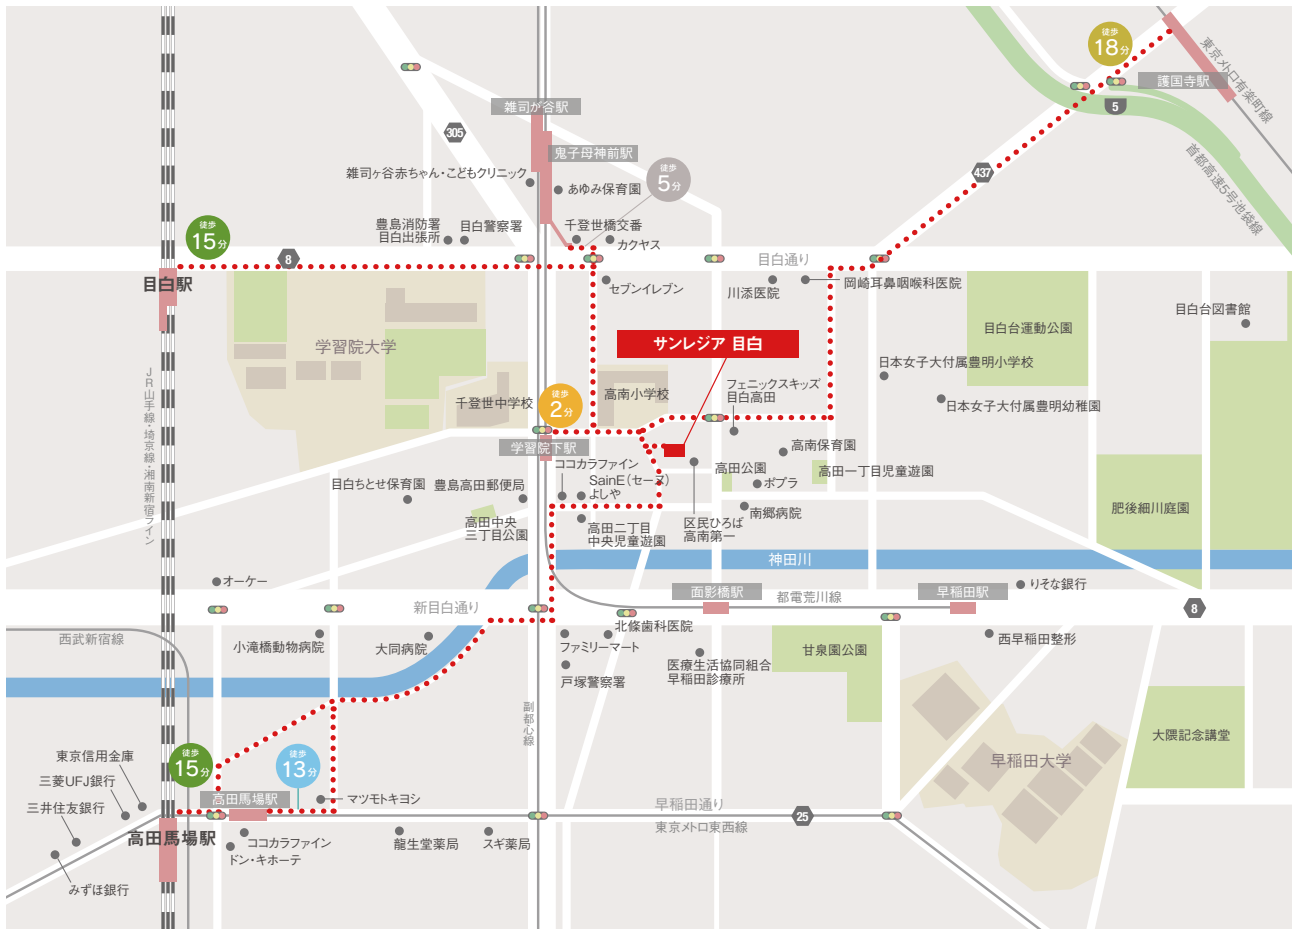 徒歩
18分
東京メトロ有楽町線
護国寺駅
5
首都高速5号池袋線
雑司が谷駅
305
鬼子母神前駅
徒歩
5分
437
雑司ヶ谷赤ちゃん・こどもクリニック
あゆみ保育園
豊島消防署
目白出張所
目白警察署
千登世橋交番
カクヤス
徒歩
15分
8
目白通り
目白駅
セブンイレブン
川添医院
岡崎耳鼻咽喉科医院
目白台運動公園
目白台図書館
学習院大学
サンレジア 目白
日本女子大付属豊明小学校
フェニックスキッズ
目白高田
高南小学校
千登世中学校
徒歩
2分
日本女子大付属豊明幼稚園
JR山手線・埼京線・湘南新宿ライン
学習院下駅
高南保育園
ココカラファイン
SainE(セーヌ)
よしや
高田公園
高田一丁目児童遊園
ポプラ
目白ちとせ保育園
豊島高田郵便局
高田中央
三丁目公園
高田二丁目
中央児童遊園
区民ひろば
高南第一
南郷病院
肥後細川庭園
神田川
オーケー
面影橋駅
都電荒川線
早稲田駅
りそな銀行
新目白通り
8
西武新宿線
小滝橋動物病院
大同病院
北條歯科医院
ファミリーマート
戸塚警察署
医療生活協同組合
早稲田診療所
甘泉園公園
西早稲田整形
副都心線
大隈記念講堂
早稲田大学
東京信用金庫
三菱UFJ銀行
三井住友銀行
徒歩
15分
徒歩
13分
高田馬場駅
マツモトキヨシ
早稲田通り
25
東京メトロ東西線
高田馬場駅
ココカラファイン
ドン・キホーテ
龍生堂薬局
スギ薬局
みずほ銀行